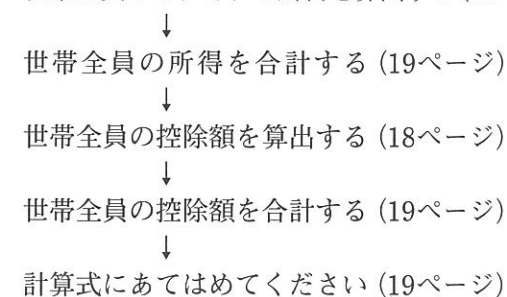 ↓
世帯全員の所得を合計する (19ページ)
↓
世帯全員の控除額を算出する (18ページ)
↓
世帯全員の控除額を合計する (19ページ)
↓
計算式にあてはめてください (19ページ)